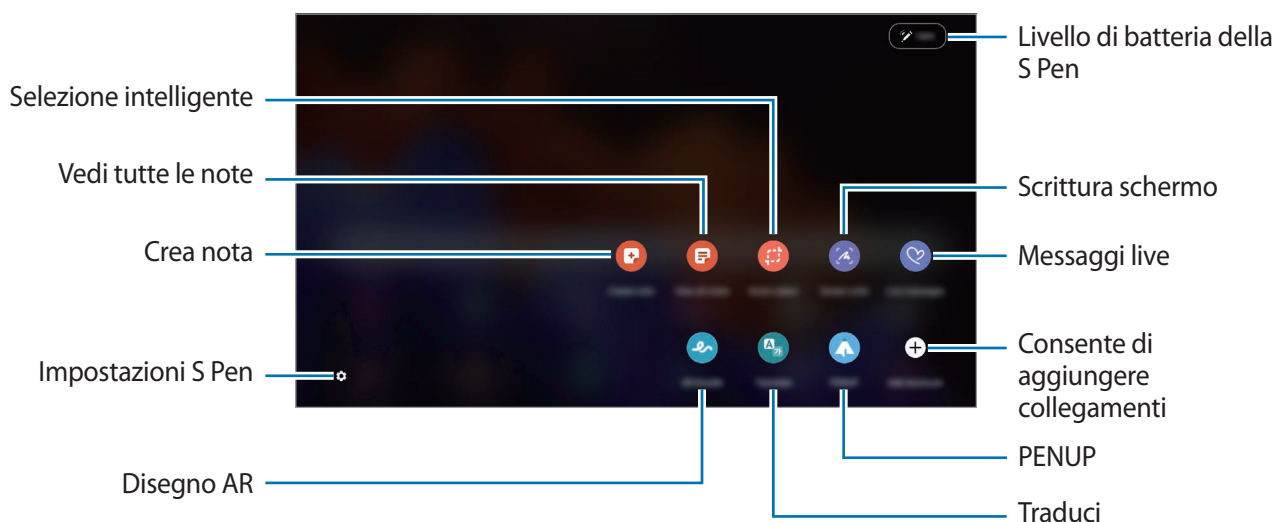 Livello di batteria della
S Pen
Selezione intelligente
Vedi tutte le note
Scrittura schermo
Crea nota
Messaggi live
Consente di
aggiungere
collegamenti
Impostazioni S Pen
PENUP
Disegno AR
Traduci